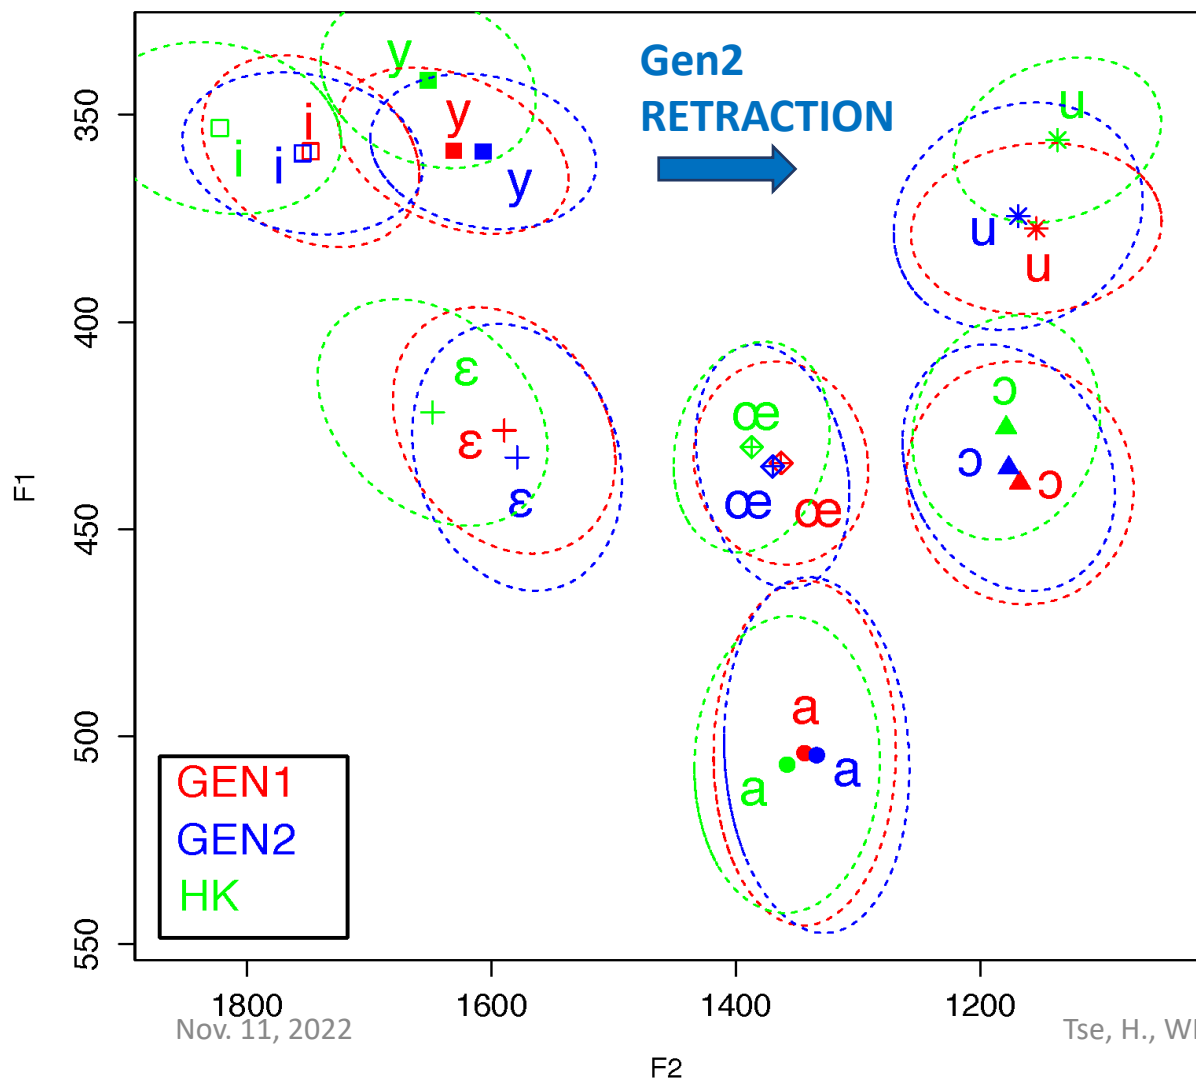 Gen2
RETRACTION
y
u
350
y
i
i
i
y
u
u
400
ɛ
ɛ
ɛ
œ
œ
œ
ɔ
ɔ
ɔ
F1
450
a
a
a
500
GEN1
GEN2
HK
550
1800
1600
1400
1200
Nov. 11, 2022
Tse, H., WI
F2